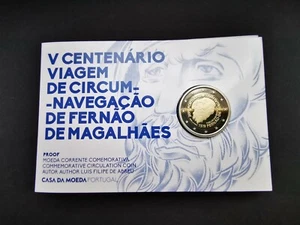 V CENTENÁRIO
VIAGEM
DE CIRCUM-
-NAVEGAÇÃO
DE FERNÃO
DE MAGALHÃES
PROOF
MOEDA CORRENTE COMEMORATIVA
COMMEMORATIVE CIRCULATION COIN
AUTOR AUTHOR LUIS FILIPE DE ABREU
CASA DA MOEDA PORTUGAL